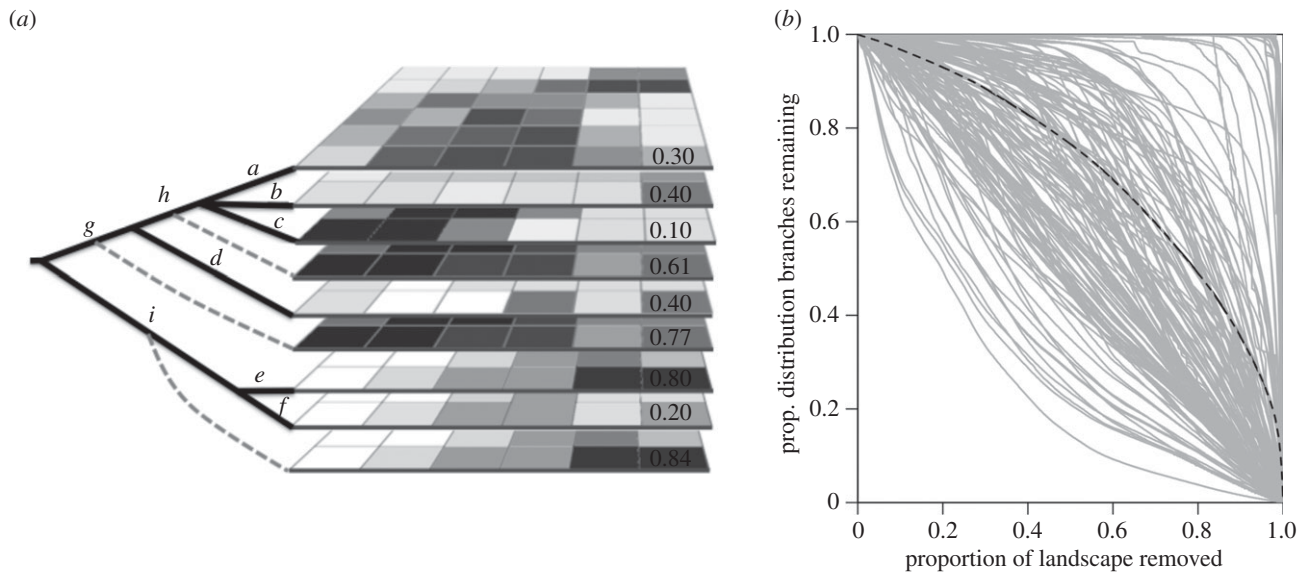 (a)
a
b
c
h
g
d
i
e
f
0.30
0.40
0.10
0.61
0.40
0.77
0.80
0.20
0.84
(b)
prop. distribution branches remaining
1.0
0.8
0.6
0.4
0.2
0
0 0.2 0.4 0.6 0.8 1.0
proportion of landscape removed